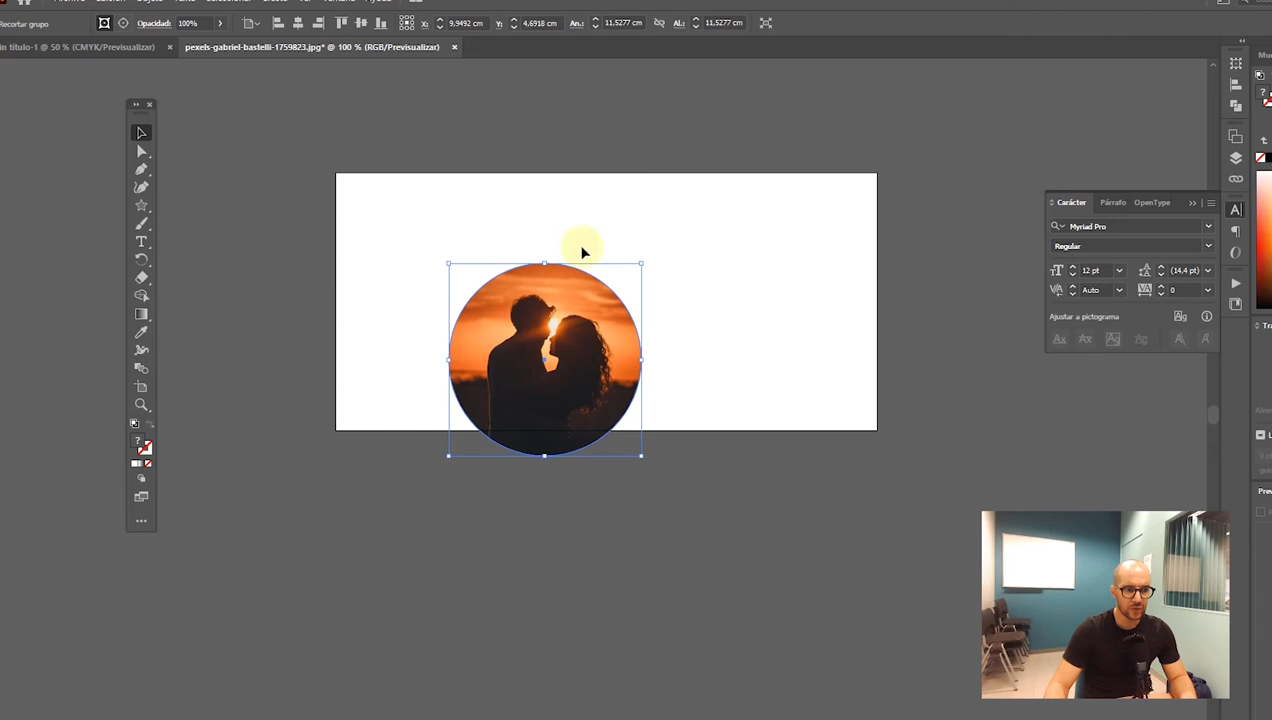 Recortar grupo Opacidad: 100% X: 9,9492 cm Y: 4,6918 cm An.: 11,5277 cm Al.: 11,5277 cm
in título-1 @ 50 % (CMYK/Previsualizar) pexels-gabriel-bastelli-1759823.jpg* @ 100 % (RGB/Previsualizar)
Carácter Párrafo OpenType
Myriad Pro
Regular
12 pt (14,4 pt)
Auto 0
Ajustar a pictograma